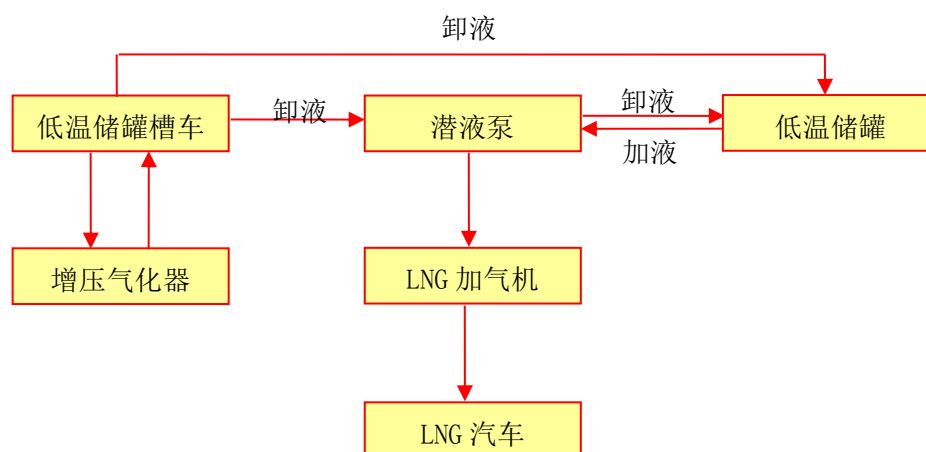 卸液
低温储罐槽车
卸液
潜液泵
卸液
加液
低温储罐
增压气化器
LNG 加气机
LNG 汽车